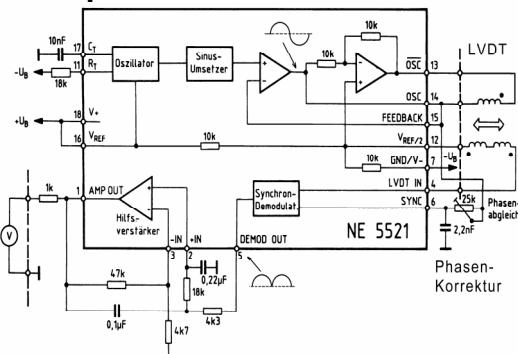 10nF
17
C_T
Oszillator
Sinus-
Umsetzer
10k
10k
OSC
13
LVDT
-U_B
11
R_T
18k
OSC
14
FEEDBACK
15
18
V+
+U_B
16
V_REF
10k
V_REF/2
12
10k
GND/V-
7
-U_B
LVDT IN
4
1k
1
AMP OUT
Hilfs-
verstärker
Synchron-
Demodulat.
SYNC
6
25k
Phasen-
abgleich
V
-IN
+IN
DEMOD OUT
NE 5521
2,2nF
3
2
5
0,22µF
Phasen-
Korrektur
47k
18k
0,1µF
4k3
4k7